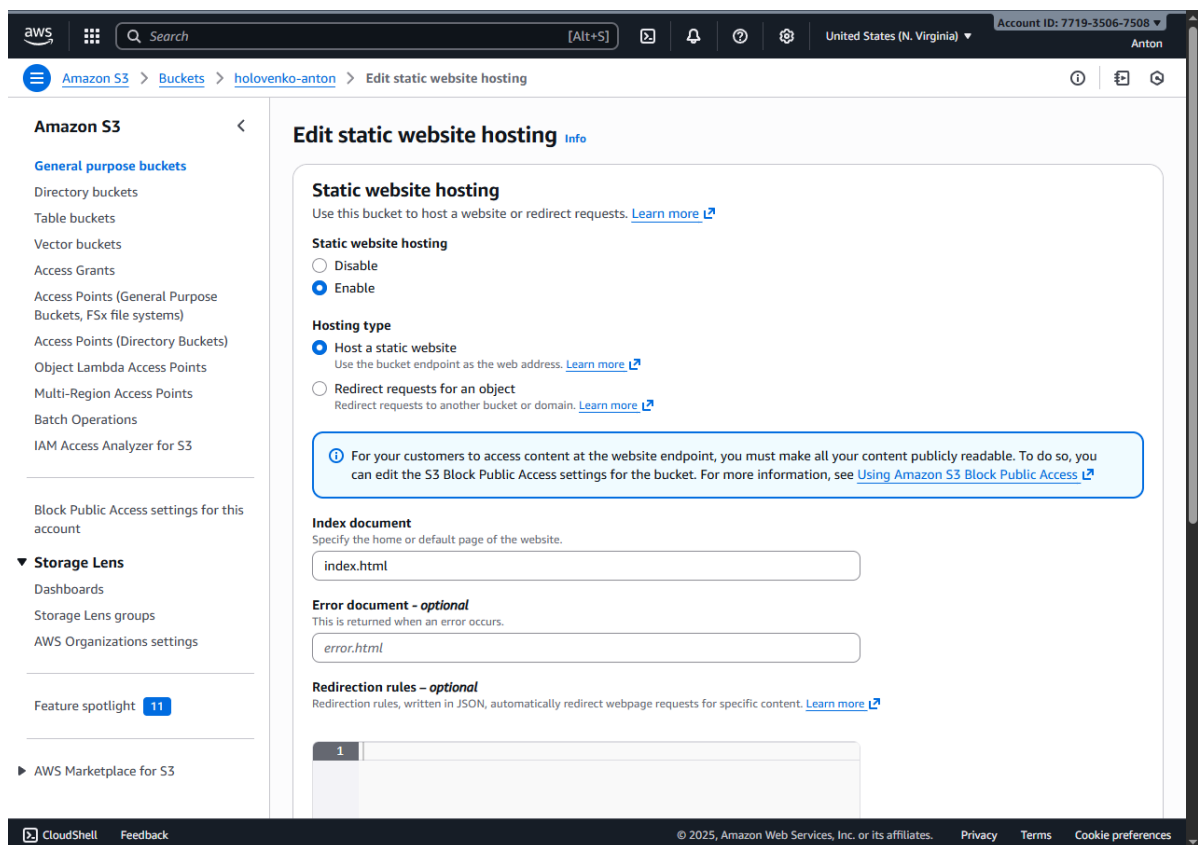 aws
Search [Alt+S]
United States (N. Virginia)
Account ID: 7719-3506-7508
Anton
Amazon S3 > Buckets > holovenko-anton > Edit static website hosting
Amazon S3
General purpose buckets
Directory buckets
Table buckets
Vector buckets
Access Grants
Access Points (General Purpose
Buckets, FSx file systems)
Access Points (Directory Buckets)
Object Lambda Access Points
Multi-Region Access Points
Batch Operations
IAM Access Analyzer for S3
Block Public Access settings for this
account
Storage Lens
Dashboards
Storage Lens groups
AWS Organizations settings
Feature spotlight 11
AWS Marketplace for S3
Edit static website hosting Info
Static website hosting
Use this bucket to host a website or redirect requests. Learn more
Static website hosting
Disable
Enable
Hosting type
Host a static website
Use the bucket endpoint as the web address. Learn more
Redirect requests for an object
Redirect requests to another bucket or domain. Learn more
For your customers to access content at the website endpoint, you must make all your content publicly readable. To do so, you
can edit the S3 Block Public Access settings for the bucket. For more information, see Using Amazon S3 Block Public Access
Index document
Specify the home or default page of the website.
index.html
Error document - optional
This is returned when an error occurs.
error.html
Redirection rules – optional
Redirection rules, written in JSON, automatically redirect webpage requests for specific content. Learn more
1
CloudShell Feedback
© 2025, Amazon Web Services, Inc. or its affiliates. Privacy Terms Cookie preferences